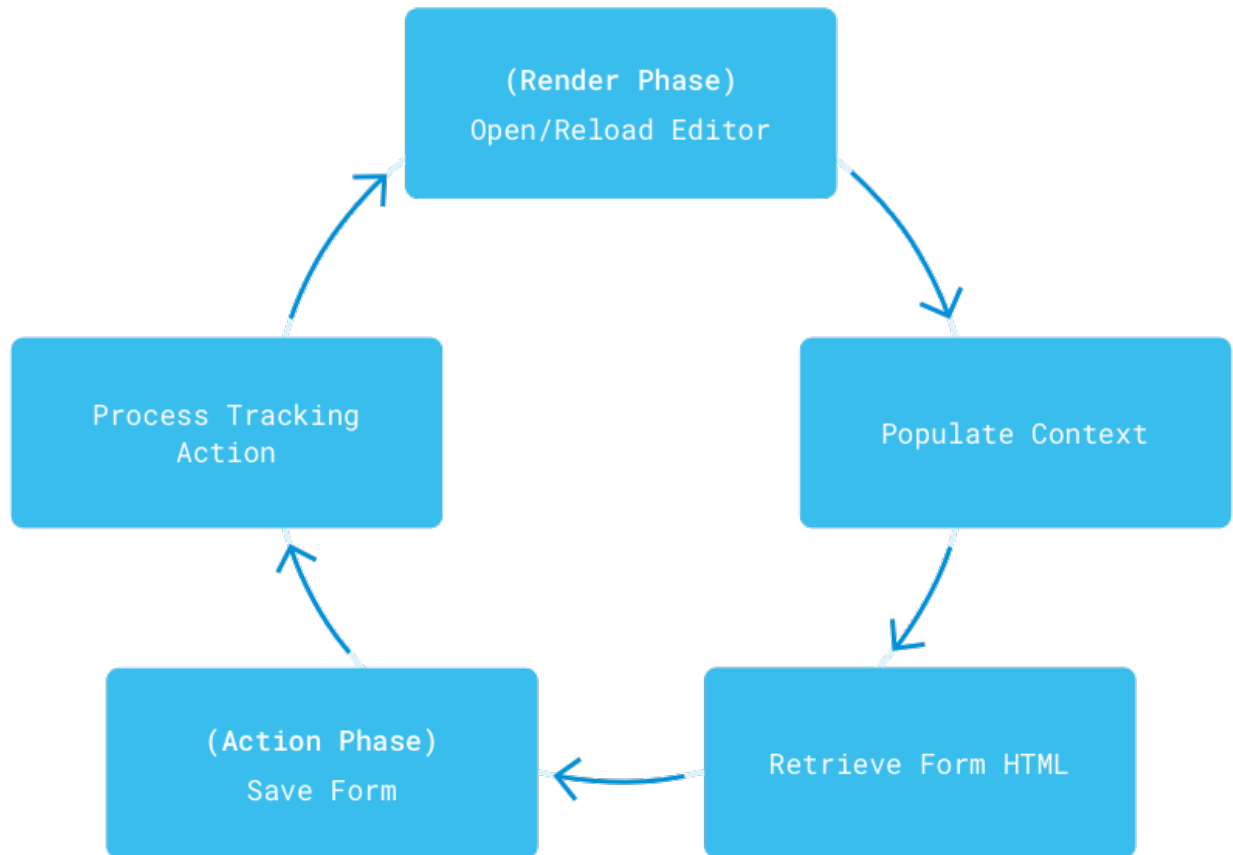 (Render Phase)
Open/Reload Editor
Populate Context
Retrieve Form HTML
(Action Phase)
Save Form
Process Tracking
Action